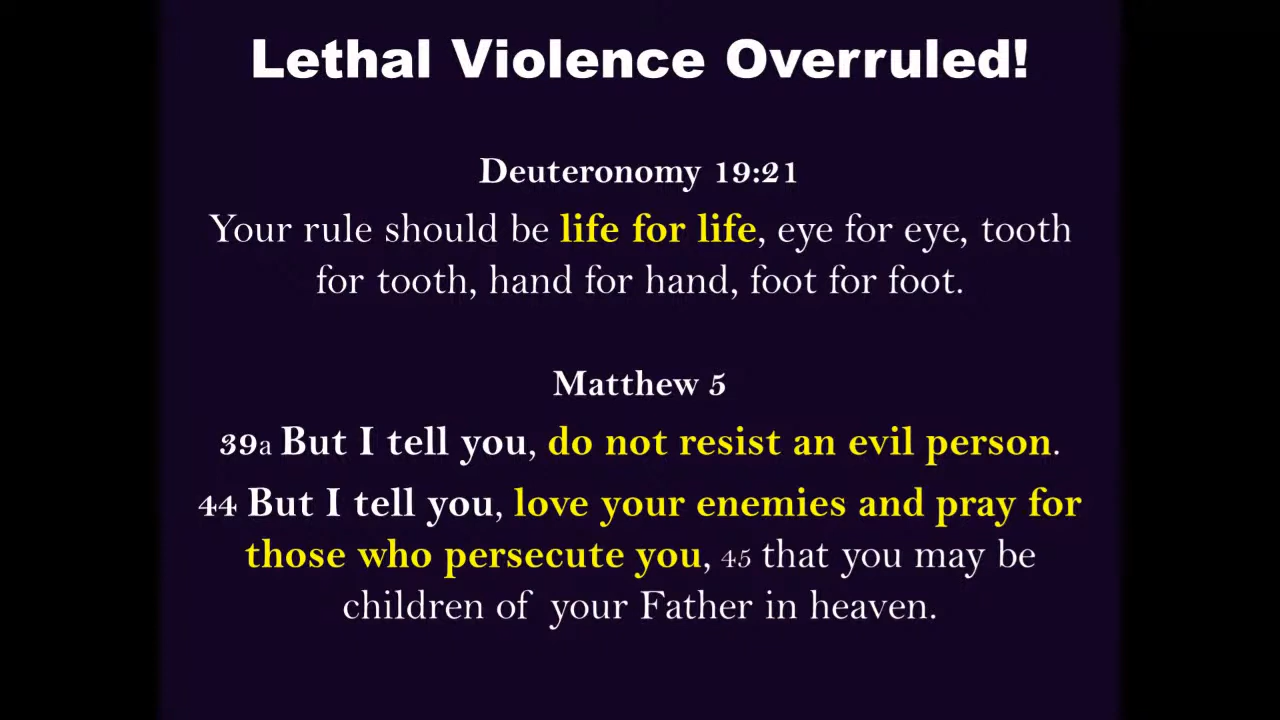 Lethal Violence Overruled!
Deuteronomy 19:21
Your rule should be life for life, eye for eye, tooth
for tooth, hand for hand, foot for foot.
Matthew 5
39a But I tell you, do not resist an evil person.
44 But I tell you, love your enemies and pray for
those who persecute you, 45 that you may be
children of your Father in heaven.